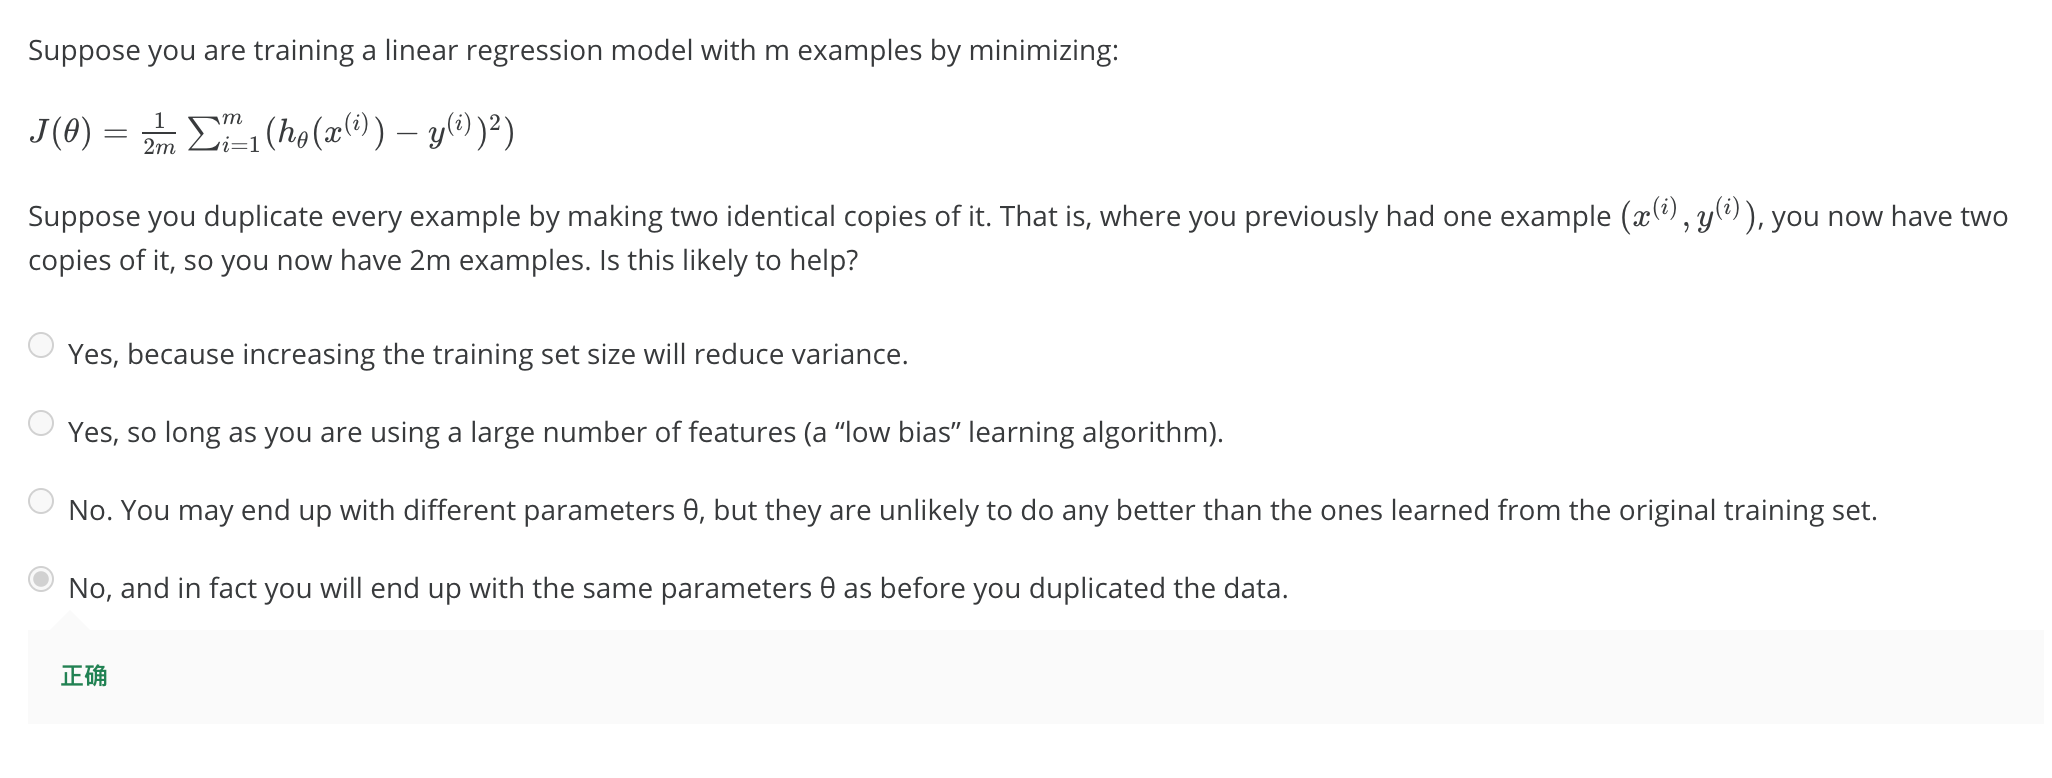 Suppose you are training a linear regression model with m examples by minimizing:
J(θ) = \frac{1}{2m} \sum_{i=1}^{m} (h_θ(x^{(i)}) − y^{(i)})^2)
Suppose you duplicate every example by making two identical copies of it. That is, where you previously had one example (x^{(i)}, y^{(i)}), you now have two
copies of it, so you now have 2m examples. Is this likely to help?
Yes, because increasing the training set size will reduce variance.
Yes, so long as you are using a large number of features (a “low bias” learning algorithm).
No. You may end up with different parameters θ, but they are unlikely to do any better than the ones learned from the original training set.
No, and in fact you will end up with the same parameters θ as before you duplicated the data.
正确